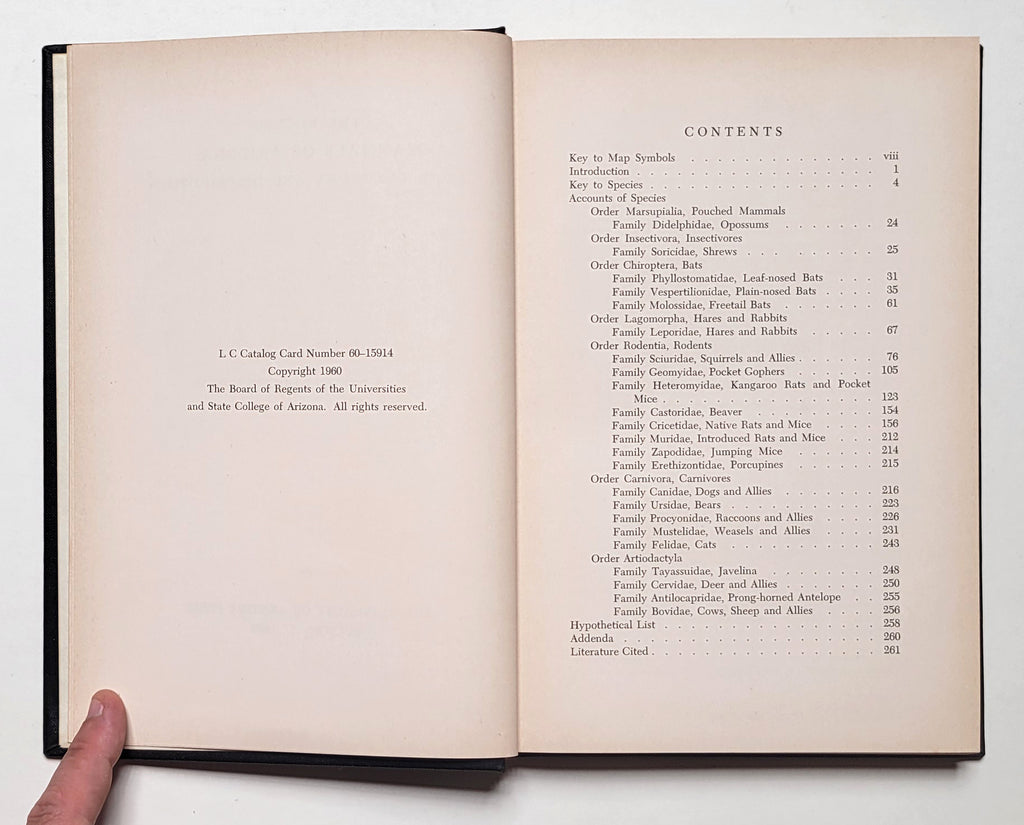 L C Catalog Card Number 60–15914
Copyright 1960
The Board of Regents of the Universities
and State College of Arizona. All rights reserved.
CONTENTS
Key to Map Symbols . . . . . . . . . . . . . . viii
Introduction . . . . . . . . . . . . . . . . . . 1
Key to Species . . . . . . . . . . . . . . . . . 4
Accounts of Species
Order Marsupialia, Pouched Mammals
Family Didelphidae, Opossums . . . . . . . 24
Order Insectivora, Insectivores
Family Soricidae, Shrews . . . . . . . . . 25
Order Chiroptera, Bats
Family Phyllostomatidae, Leaf-nosed Bats . . . 31
Family Vespertilionidae, Plain-nosed Bats . . . . 35
Family Molossidae, Freetail Bats . . . . . . . 61
Order Lagomorpha, Hares and Rabbits
Family Leporidae, Hares and Rabbits . . . . . 67
Order Rodentia, Rodents
Family Sciuridae, Squirrels and Allies . . . . . . 76
Family Geomyidae, Pocket Gophers . . . . . . 105
Family Heteromyidae, Kangaroo Rats and Pocket
Mice . . . . . . . . . . . . . . . . 123
Family Castoridae, Beaver . . . . . . . . . 154
Family Cricetidae, Native Rats and Mice . . . . 156
Family Muridae, Introduced Rats and Mice . . . 212
Family Zapodidae, Jumping Mice . . . . . . 214
Family Erethizontidae, Porcupines . . . . . . 215
Order Carnivora, Carnivores
Family Canidae, Dogs and Allies . . . . . . . 216
Family Ursidae, Bears . . . . . . . . . . . 223
Family Procyonidae, Raccoons and Allies . . . . 226
Family Mustelidae, Weasels and Allies . . . . 231
Family Felidae, Cats . . . . . . . . . . . 243
Order Artiodactyla
Family Tayassuidae, Javelina . . . . . . . . 248
Family Cervidae, Deer and Allies . . . . . . . 250
Family Antilocapridae, Prong-horned Antelope . . 255
Family Bovidae, Cows, Sheep and Allies . . . . 256
Hypothetical List . . . . . . . . . . . . . . . . 258
Addenda . . . . . . . . . . . . . . . . . . . 260
Literature Cited . . . . . . . . . . . . . . . . . 261